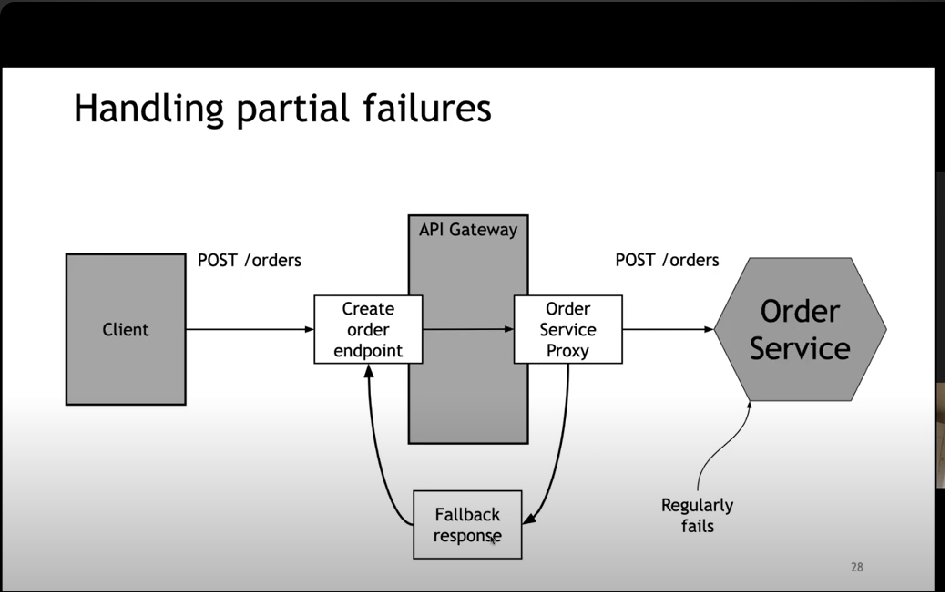 Handling partial failures
API Gateway
POST /orders
POST /orders
Client
Create
order
endpoint
Order
Service
Proxy
Order
Service
Fallback
response
Regularly
fails
28